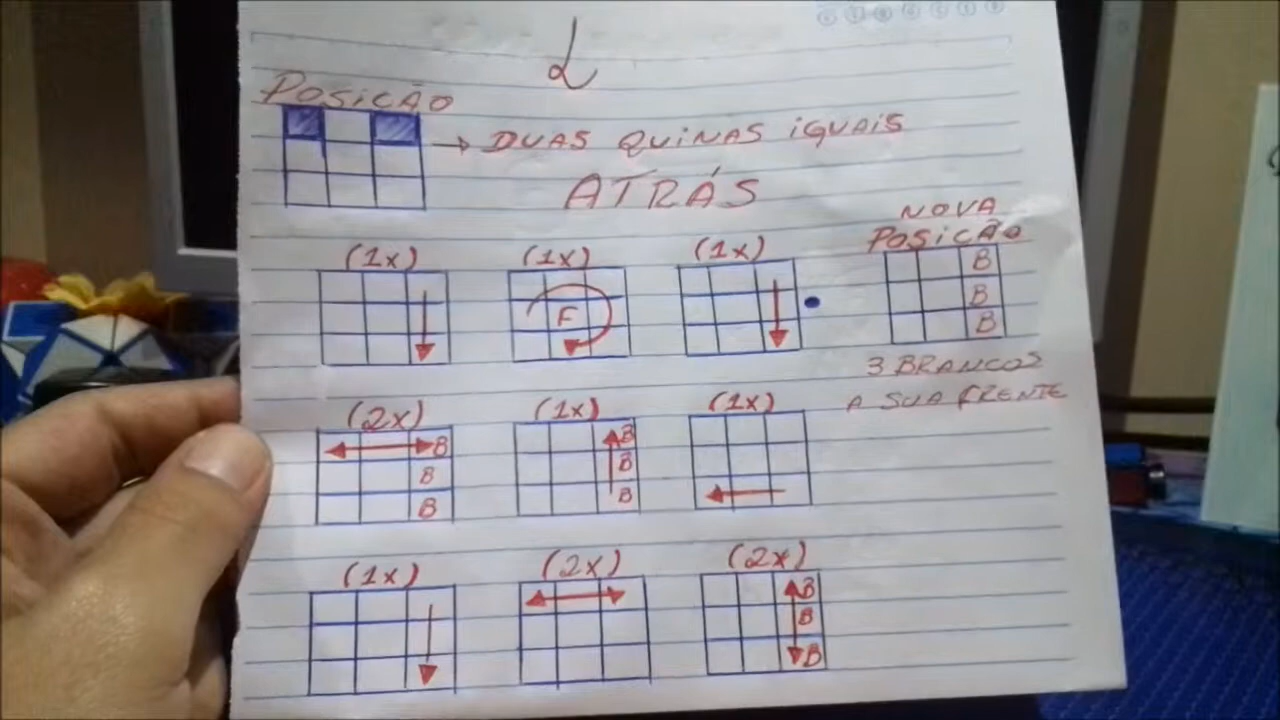 L
POSIÇÃO
→ DUAS QUINAS IGUAIS
ATRÁS
NOVA
POSIÇÃO
(1x) (1x) (1x)
F
B
B
B
3 BRANCOS
A SUA FRENTE
(2x) (1x) (1x)
B B
B B
B B
(1x) (2x) (2x)
B
B
B